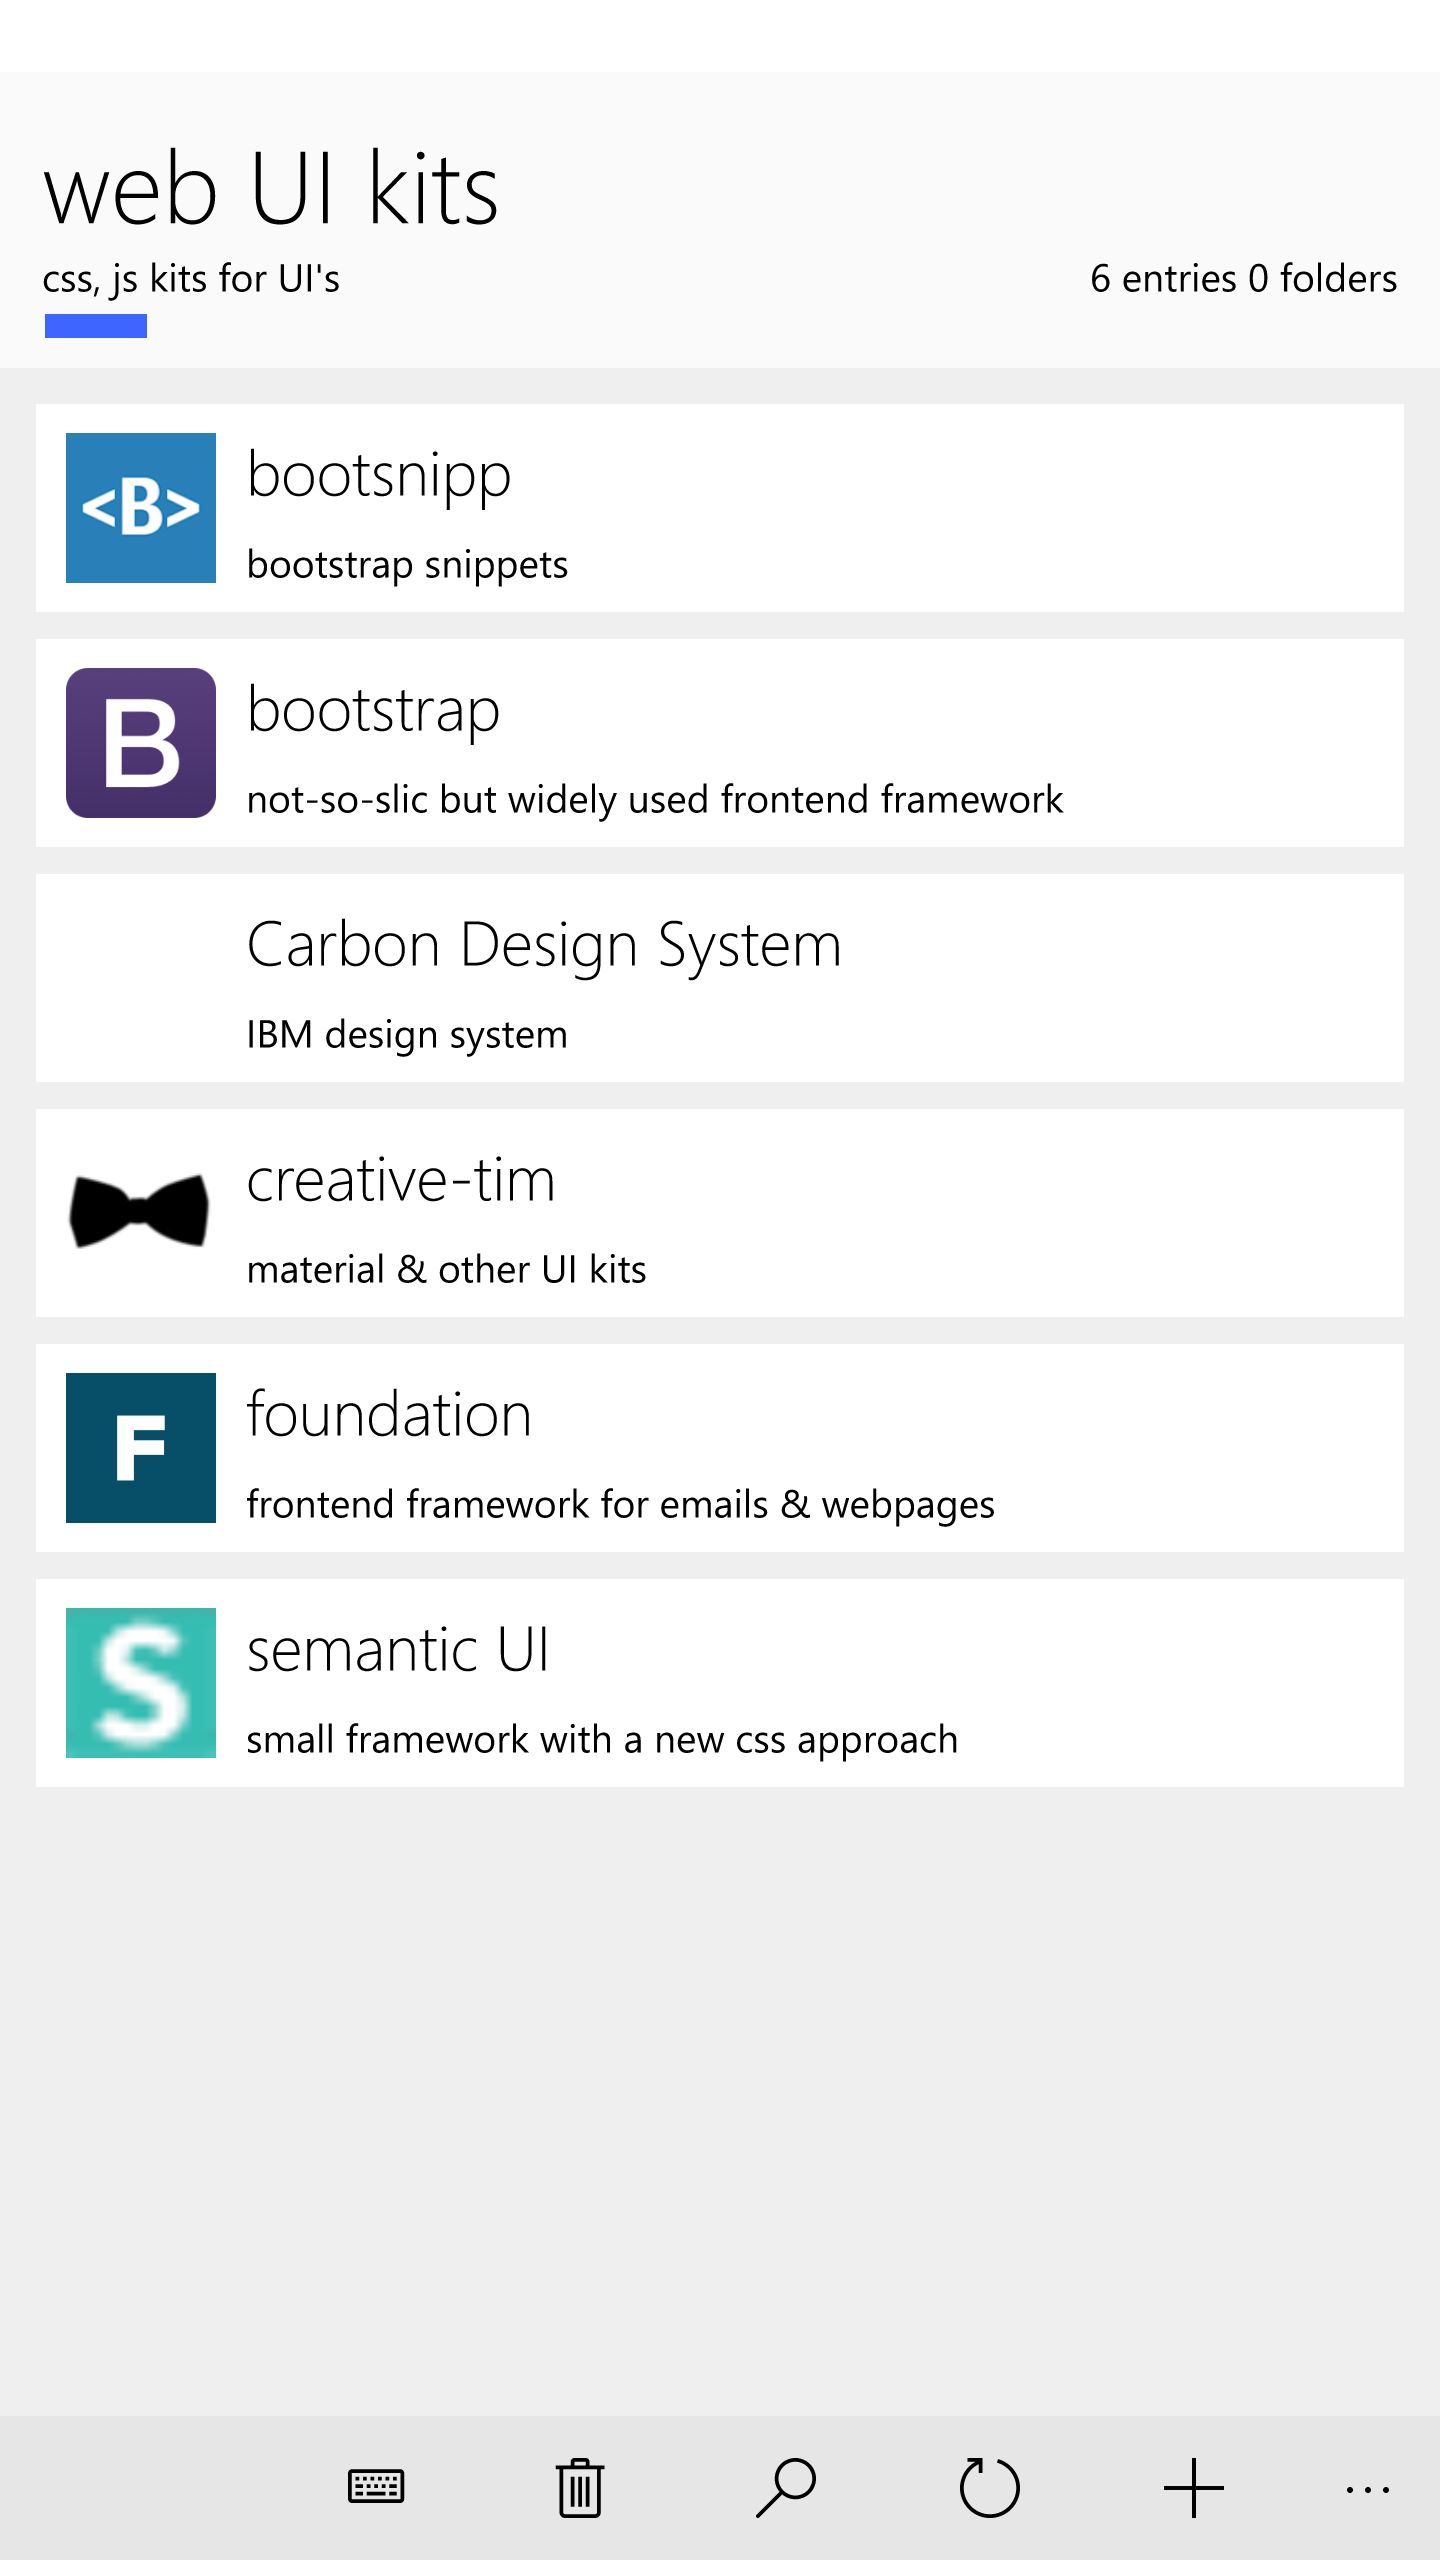 web UI kits
css, js kits for UI's
6 entries 0 folders
<B>
bootsnipp
bootstrap snippets
B
bootstrap
not-so-slic but widely used frontend framework
Carbon Design System
IBM design system
creative-tim
material & other UI kits
F
foundation
frontend framework for emails & webpages
S
semantic UI
small framework with a new css approach